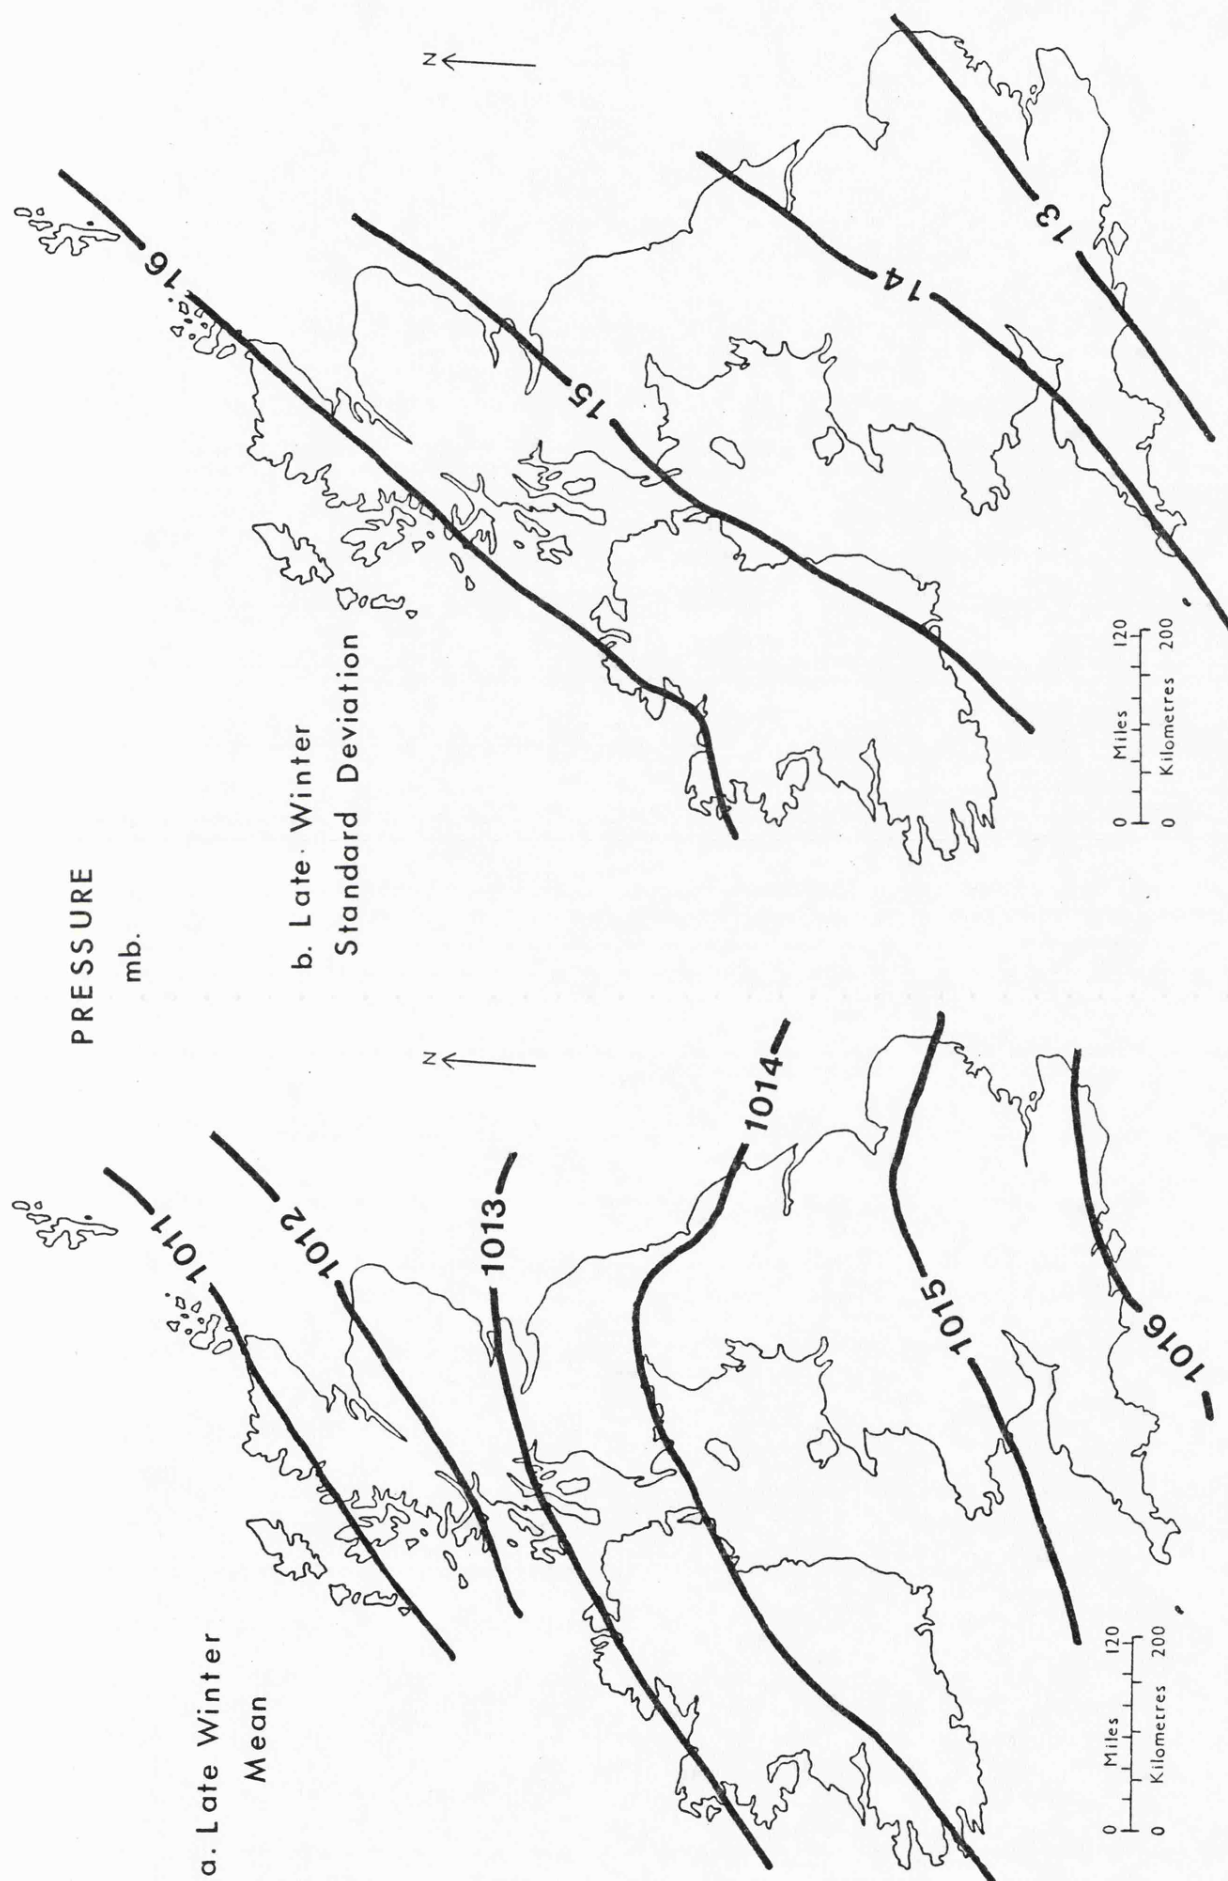 PRESSURE
mb.
a. Late Winter
Mean
N
1011
1012
1013
1014
1015
1016
Miles
0 120
0 200
Kilometres
b. Late Winter
Standard Deviation
N
16
15
14
13
Miles
0 120
0 200
Kilometres